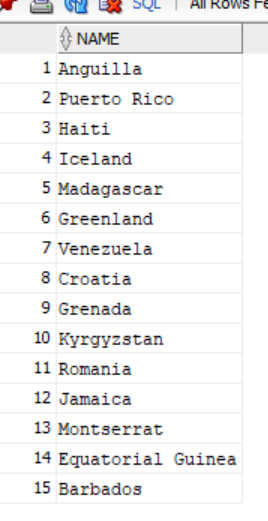 SQL | All Rows Fe
NAME
1 Anguilla
2 Puerto Rico
3 Haiti
4 Iceland
5 Madagascar
6 Greenland
7 Venezuela
8 Croatia
9 Grenada
10 Kyrgyzstan
11 Romania
12 Jamaica
13 Montserrat
14 Equatorial Guinea
15 Barbados